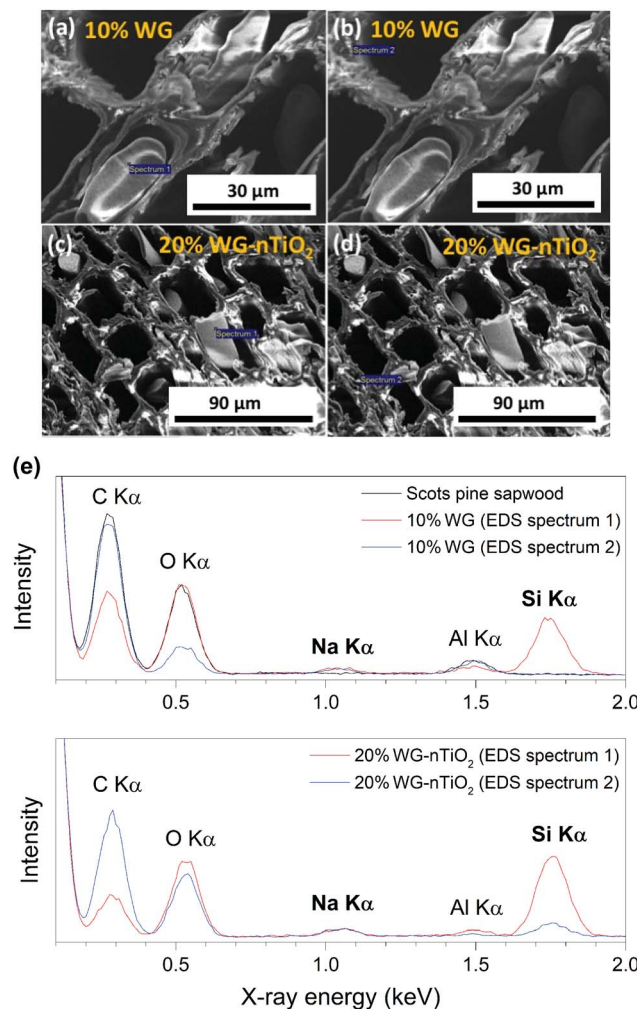 (a) 10% WG
Spectrum 1
30 µm
(b) 10% WG
Spectrum 2
30 µm
(c) 20% WG-nTiO₂
Spectrum 1
90 µm
(d) 20% WG-nTiO₂
Spectrum 2
90 µm
(e)
C Kα
O Kα
Na Kα
Al Kα
Si Kα
Scots pine sapwood
10% WG (EDS spectrum 1)
10% WG (EDS spectrum 2)
Intensity
0.5 1.0 1.5 2.0
20% WG-nTiO₂ (EDS spectrum 1)
20% WG-nTiO₂ (EDS spectrum 2)
C Kα
O Kα
Na Kα
Al Kα
Si Kα
Intensity
0.5 1.0 1.5 2.0
X-ray energy (keV)